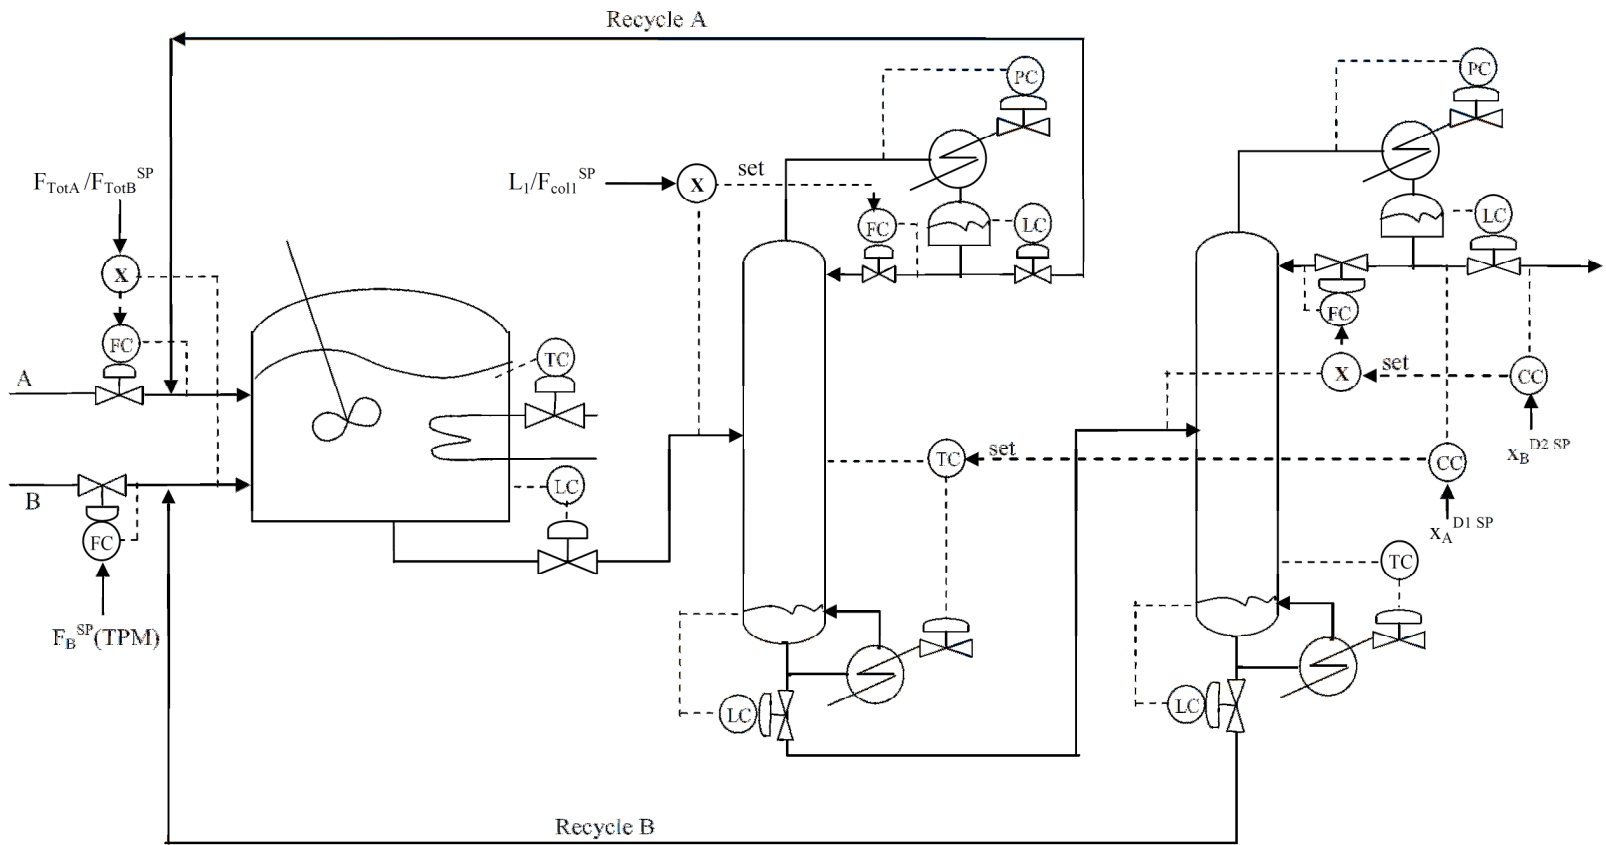 Recycle A
PC
PC
F_TotA/F_TotB^SP
L₁/F_col1^SP
X
set
FC
LC
LC
X
FC
FC
TC
X
set
CC
A
x_B^D2 SP
TC
set
CC
B
LC
x_A^D1 SP
FC
TC
F_B^SP(TPM)
LC
LC
Recycle B